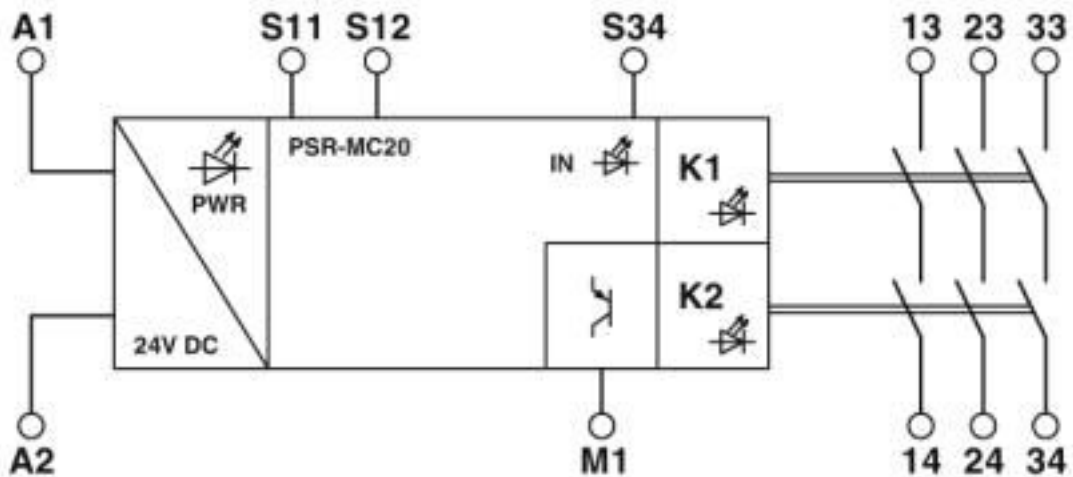 A1 S11 S12 S34 13 23 33
PSR-MC20
IN
K1
PWR
K2
24V DC
A2 M1 14 24 34